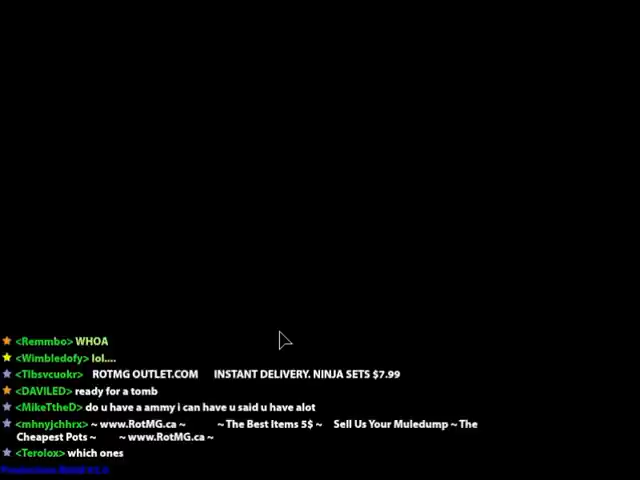 <Remmbo> WHOA
<Wimbledofy> lol....
<Tlbsvcuokr> ROTMG OUTLET.COM INSTANT DELIVERY. NINJA SETS $7.99
<DAVILED> ready for a tomb
<MikeTtheD> do u have a ammy i can have u said u have alot
<mhnyjchhrx> ~ www.RotMG.ca ~ ~ The Best Items 5$ ~ Sell Us Your Muledump ~ The
Cheapest Pots ~ ~ www.RotMG.ca ~
<Terolox> which ones